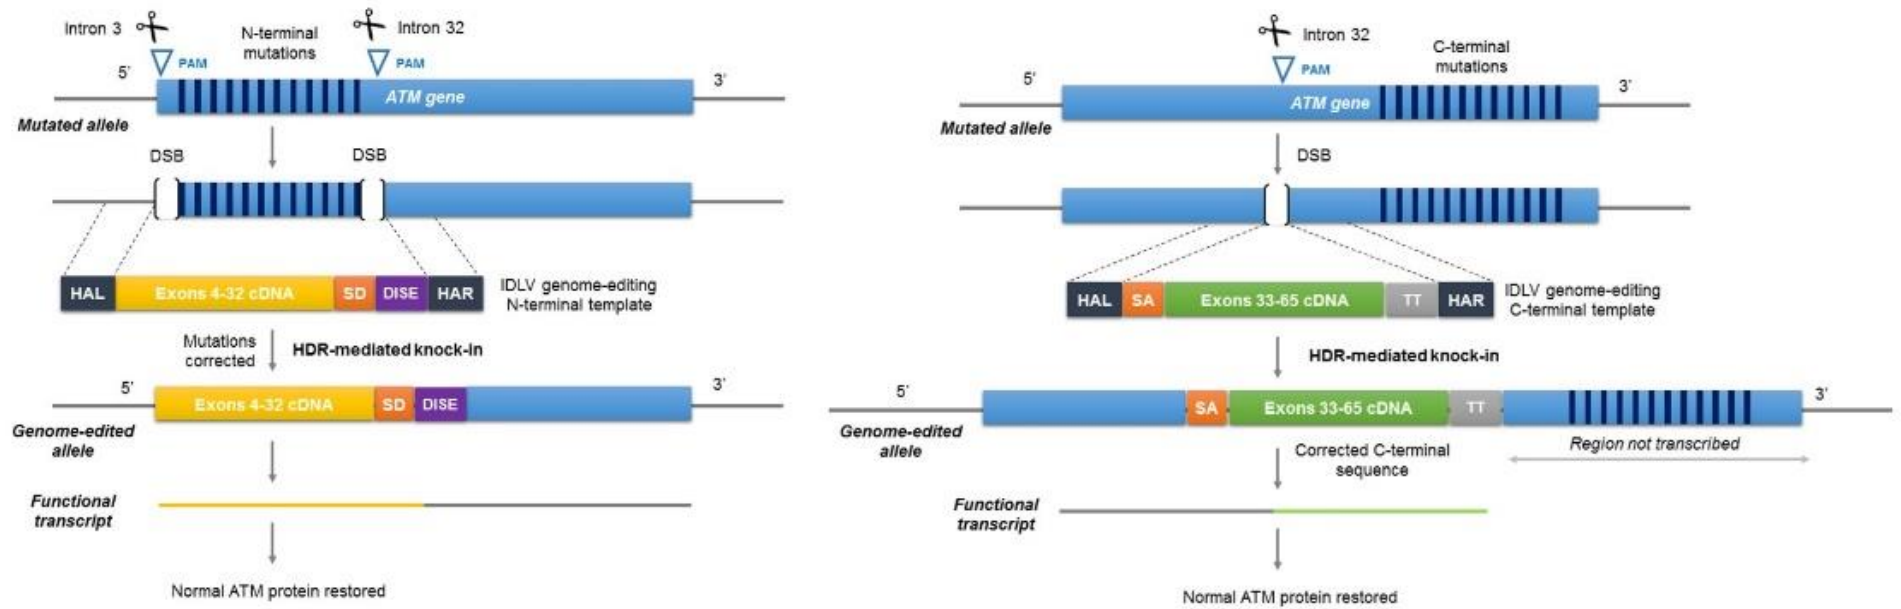 Intron 3
N-terminal
mutations
Intron 32
PAM
PAM
5'
3'
ATM gene
Mutated allele
DSB
DSB
HAL
Exons 4-32 cDNA
SD
DISE
HAR
IDLV genome-editing
N-terminal template
Mutations
corrected
HDR-mediated knock-in
5'
3'
Exons 4-32 cDNA
SD
DISE
Genome-edited
allele
Functional
transcript
Normal ATM protein restored
Intron 32
C-terminal
mutations
PAM
5'
3'
ATM gene
Mutated allele
DSB
HAL
SA
Exons 33-65 cDNA
TT
HAR
IDLV genome-editing
C-terminal template
HDR-mediated knock-in
5'
3'
SA
Exons 33-65 cDNA
TT
Genome-edited
allele
Region not transcribed
Corrected C-terminal
sequence
Functional
transcript
Normal ATM protein restored